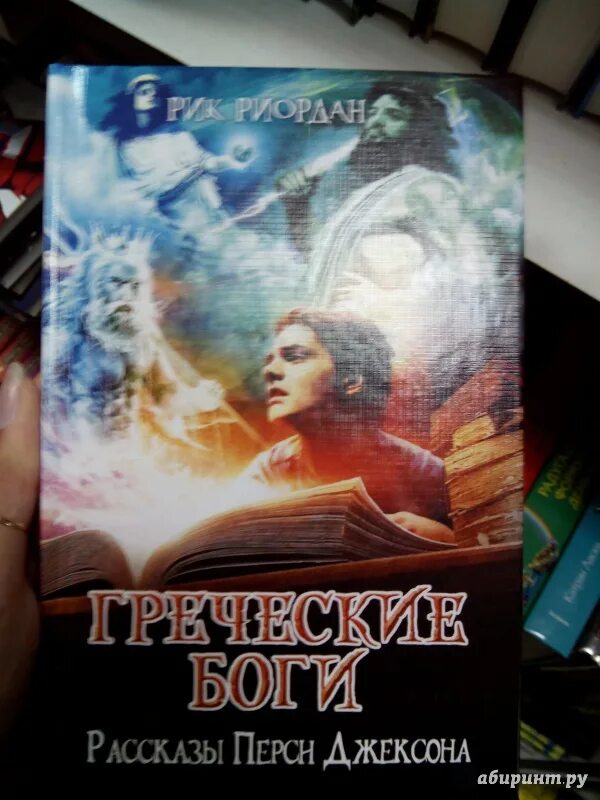 РИК РИОРДАН
ГРЕЧЕСКИЕ
БОГИ
РАССКАЗЫ ПЕРСИ ДЖЕКСОНА
абиринт.ру